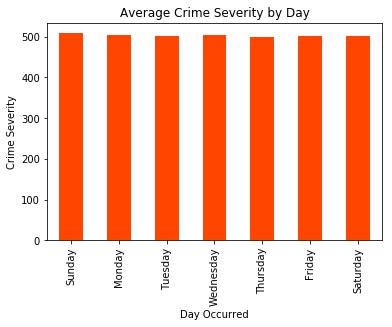 Average Crime Severity by Day
Crime Severity
500
400
300
200
100
0
Sunday
Monday
Tuesday
Wednesday
Thursday
Friday
Saturday
Day Occurred